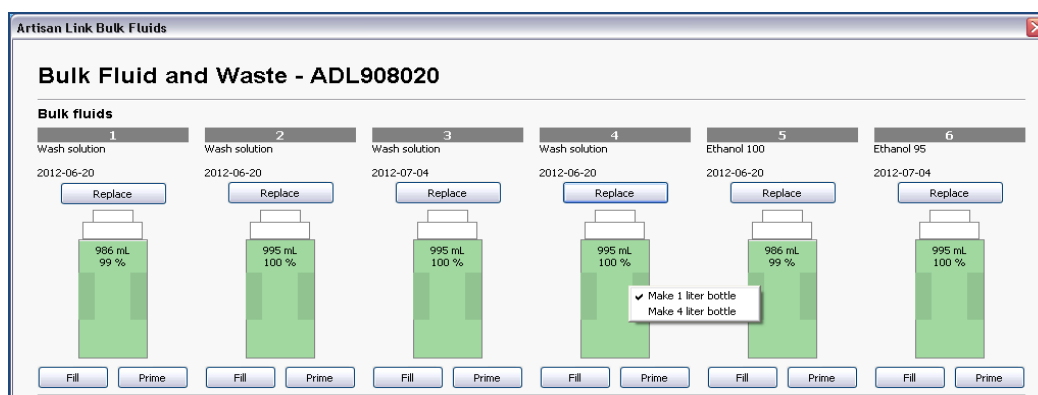 Artisan Link Bulk Fluids
Bulk Fluid and Waste - ADL908020
Bulk fluids
1 2 3 4 5 6
Wash solution Wash solution Wash solution Wash solution Ethanol 100 Ethanol 95
2012-06-20 2012-06-20 2012-07-04 2012-06-20 2012-06-20 2012-07-04
Replace Replace Replace Replace Replace Replace
986 mL 995 mL 995 mL 995 mL 986 mL 995 mL
99 % 100 % 100 % 100 % 99 % 100 %
Make 1 liter bottle
Make 4 liter bottle
Fill Prime Fill Prime Fill Prime Fill Prime Fill Prime Fill Prime